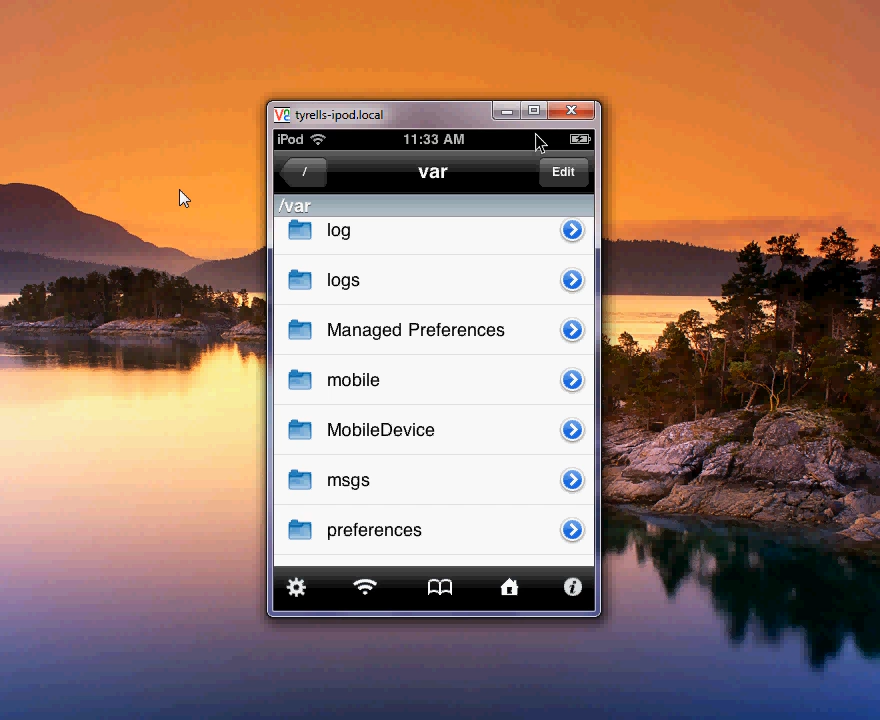 tyrells-ipod.local
iPod 11:33 AM
/ var Edit
/var
log
logs
Managed Preferences
mobile
MobileDevice
msgs
preferences